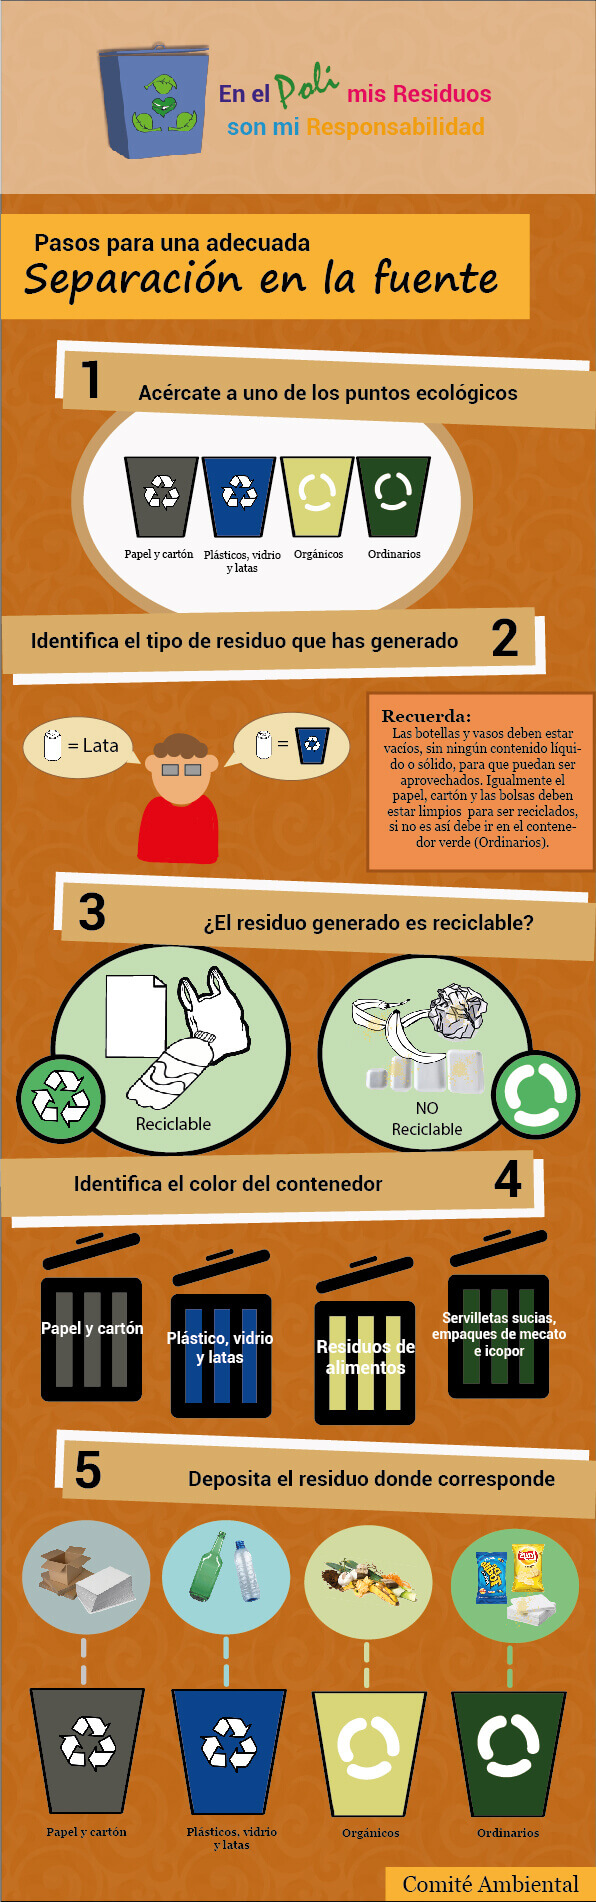 En el Poli mis Residuos
son mi Responsabilidad
Pasos para una adecuada
Separación en la fuente
1
Acércate a uno de los puntos ecológicos
Papel y cartón
Plásticos, vidrio
y latas
Orgánicos
Ordinarios
Identifica el tipo de residuo que has generado
2
= Lata
=
Recuerda:
Las botellas y vasos deben estar
vacíos, sin ningún contenido líqui-
do o sólido, para que puedan ser
aprovechados. Igualmente el
papel, cartón y las bolsas deben
estar limpios para ser reciclados,
si no es así debe ir en el contene-
dor verde (Ordinarios).
3
¿El residuo generado es reciclable?
Reciclable
NO
Reciclable
Identifica el color del contenedor
4
Papel y cartón
Plástico, vidrio
y latas
Residuos de
alimentos
Servilletas sucias,
empaques de mecato
e icopor
5
Deposita el residuo donde corresponde
Papel y cartón
Plásticos, vidrio
y latas
Orgánicos
Ordinarios
Comité Ambiental